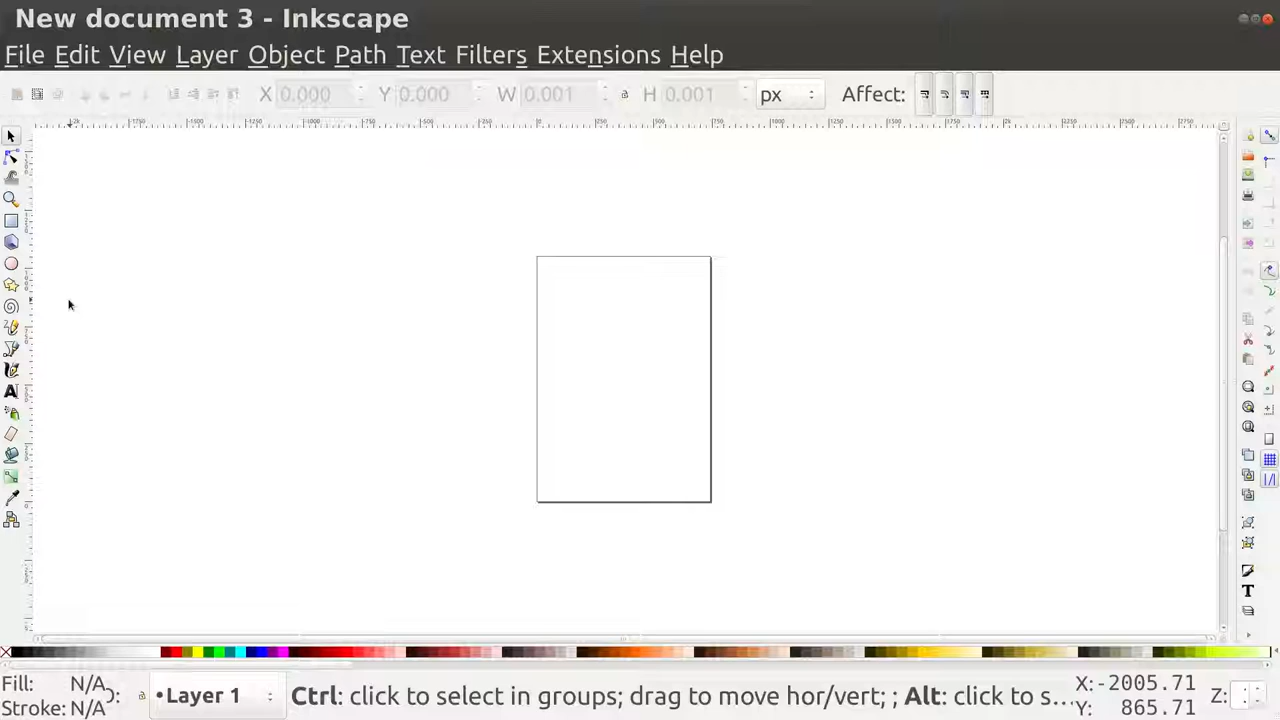 New document 3 - Inkscape
File Edit View Layer Object Path Text Filters Extensions Help
X 0.000 Y 0.000 W 0.001 H 0.001 px Affect:
Fill: N/A
Stroke: N/A
•Layer 1
Ctrl: click to select in groups; drag to move hor/vert; ; Alt: click to s...
X:-2005.71
Y: 865.71
Z: